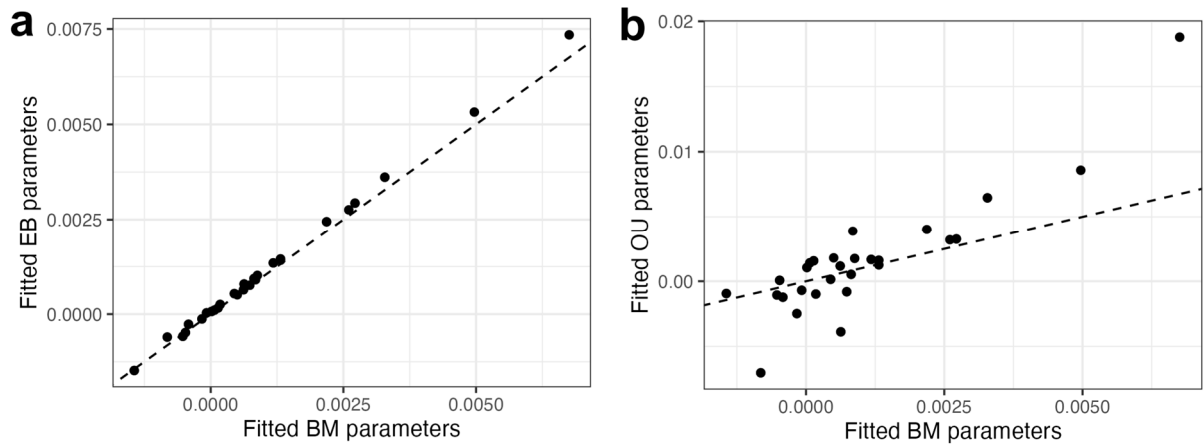 a
0.0075
0.0050
0.0025
0.0000
Fitted EB parameters
0.0000
0.0025
0.0050
Fitted BM parameters
b
0.02
0.01
0.00
Fitted OU parameters
0.0000
0.0025
0.0050
Fitted BM parameters